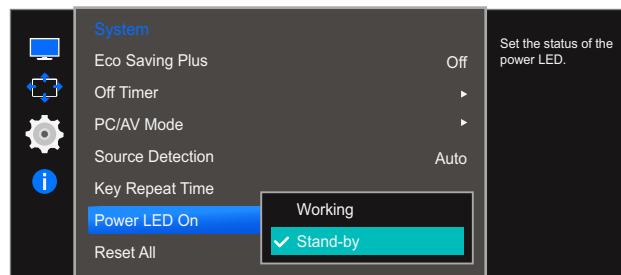 System
Eco Saving Plus Off
Off Timer
PC/AV Mode
Source Detection Auto
Key Repeat Time
Power LED On
Reset All
Working
Stand-by
Set the status of the
power LED.